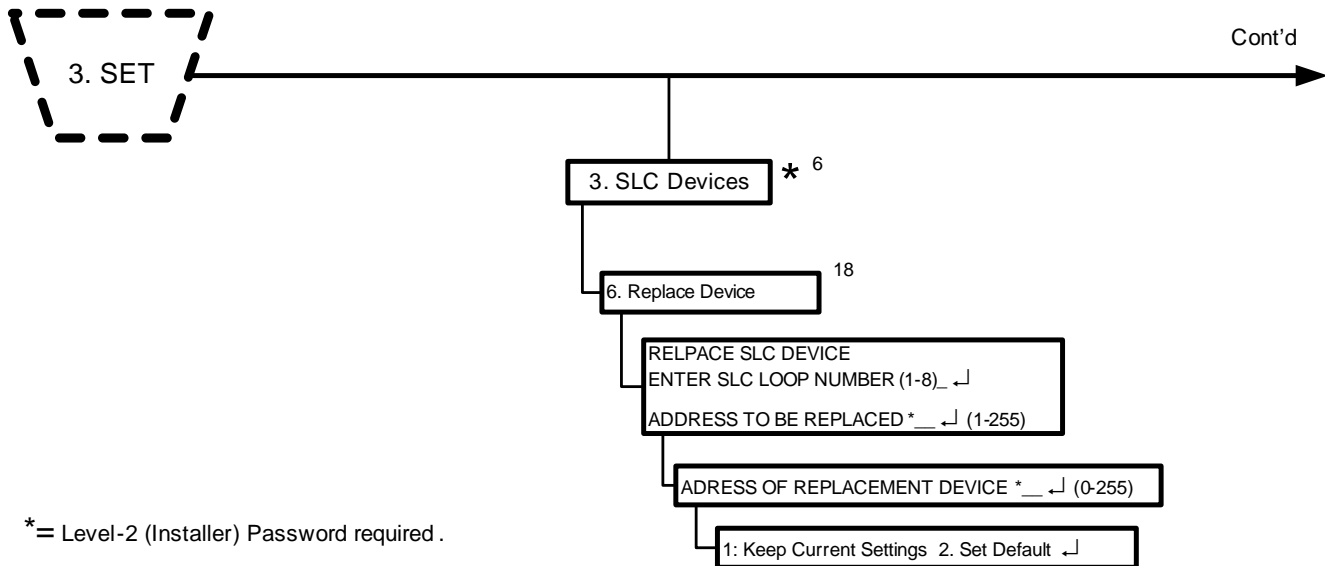 Cont’d
3. SET
3. SLC Devices * 6
6. Replace Device 18
RELPACE SLC DEVICE
ENTER SLC LOOP NUMBER (1-8)_ ↵
ADDRESS TO BE REPLACED *__ ↵ (1-255)
ADRESS OF REPLACEMENT DEVICE *__ ↵ (0-255)
1: Keep Current Settings 2. Set Default ↵
*= Level-2 (Installer) Password required .